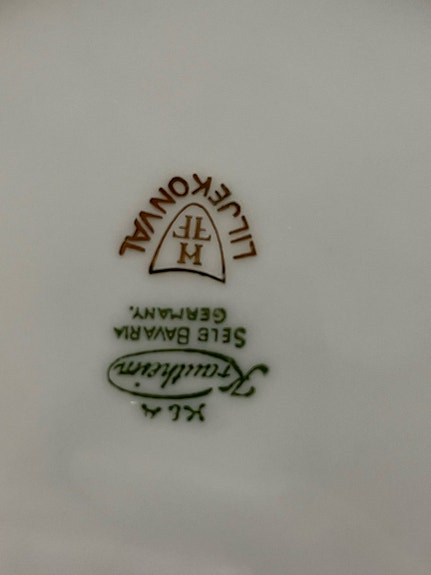 K & A
Krautheim
SELB BAVARIA
GERMANY.
LILJEKONVAL